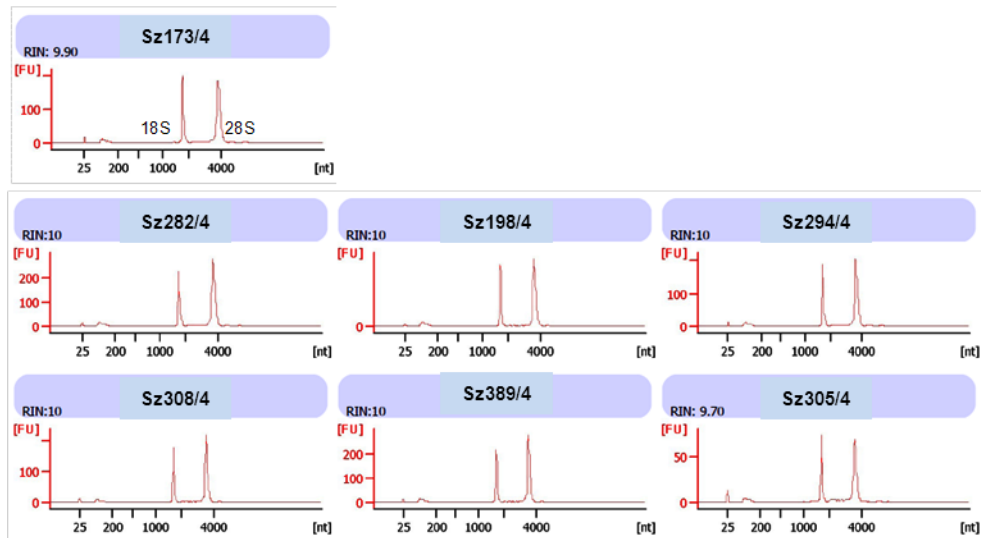 Sz173/4
RIN: 9.90
[FU]
100
0
18S 28S
25 200 1000 4000 [nt]
Sz282/4 Sz198/4 Sz294/4
RIN:10 RIN:10 RIN:10
[FU] [FU] [FU]
200
100 100
0 0 0
25 200 1000 4000 [nt] 25 200 1000 4000 [nt] 25 200 1000 4000 [nt]
Sz308/4 Sz389/4 Sz305/4
RIN:10 RIN:10 RIN: 9.70
[FU] [FU] [FU]
200 50
100 100
0 0 0
25 200 1000 4000 [nt] 25 200 1000 4000 [nt] 25 200 1000 4000 [nt]